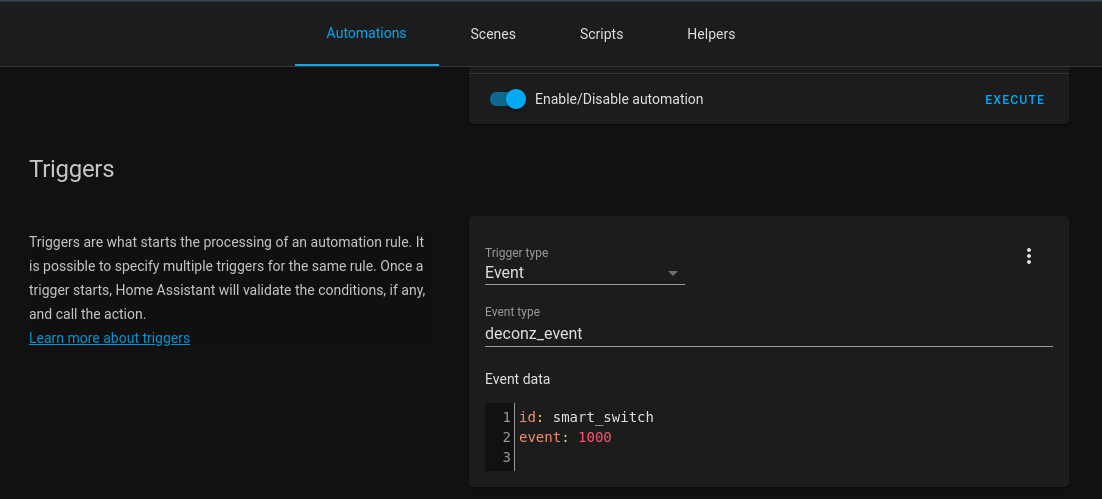 Automations
Scenes
Scripts
Helpers
Enable/Disable automation
EXECUTE
Triggers
Triggers are what starts the processing of an automation rule. It
is possible to specify multiple triggers for the same rule. Once a
trigger starts, Home Assistant will validate the conditions, if any,
and call the action.
Learn more about triggers
Trigger type
Event
Event type
deconz_event
Event data
1 id: smart_switch
2 event: 1000
3